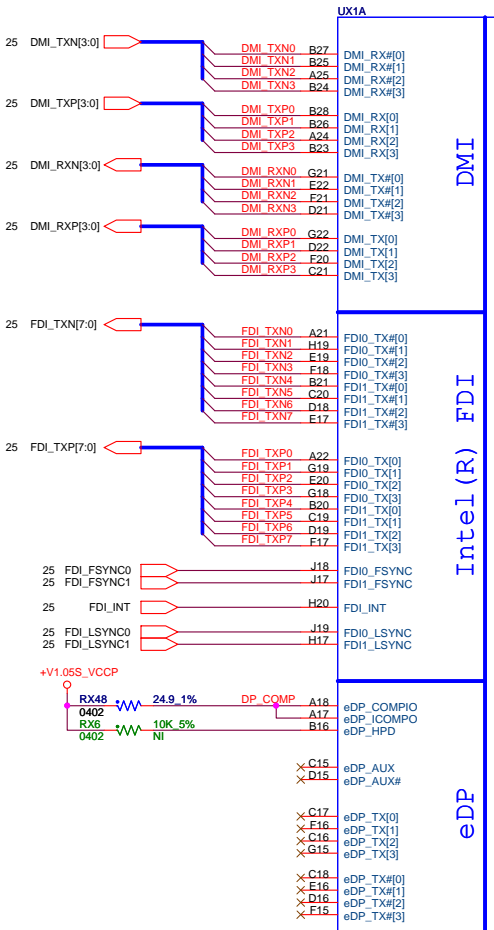 UX1A
25 DMI_TXN[3:0]
DMI_TXN0 B27 DMI_RX#[0]
DMI_TXN1 B25 DMI_RX#[1]
DMI_TXN2 A25 DMI_RX#[2]
DMI_TXN3 B24 DMI_RX#[3]
25 DMI_TXP[3:0]
DMI_TXP0 B28 DMI_RX[0]
DMI_TXP1 B26 DMI_RX[1]
DMI_TXP2 A24 DMI_RX[2]
DMI_TXP3 B23 DMI_RX[3]
DMI
25 DMI_RXN[3:0]
DMI_RXN0 G21 DMI_TX#[0]
DMI_RXN1 E22 DMI_TX#[1]
DMI_RXN2 F21 DMI_TX#[2]
DMI_RXN3 D21 DMI_TX#[3]
25 DMI_RXP[3:0]
DMI_RXP0 G22 DMI_TX[0]
DMI_RXP1 D22 DMI_TX[1]
DMI_RXP2 F20 DMI_TX[2]
DMI_RXP3 C21 DMI_TX[3]
25 FDI_TXN[7:0]
FDI_TXN0 A21 FDI0_TX#[0]
FDI_TXN1 H19 FDI0_TX#[1]
FDI_TXN2 E19 FDI0_TX#[2]
FDI_TXN3 F18 FDI0_TX#[3]
FDI_TXN4 B21 FDI1_TX#[0]
FDI_TXN5 C20 FDI1_TX#[1]
FDI_TXN6 D18 FDI1_TX#[2]
FDI_TXN7 E17 FDI1_TX#[3]
Intel(R) FDI
25 FDI_TXP[7:0]
FDI_TXP0 A22 FDI0_TX[0]
FDI_TXP1 G19 FDI0_TX[1]
FDI_TXP2 E20 FDI0_TX[2]
FDI_TXP3 G18 FDI0_TX[3]
FDI_TXP4 B20 FDI1_TX[0]
FDI_TXP5 C19 FDI1_TX[1]
FDI_TXP6 D19 FDI1_TX[2]
FDI_TXP7 F17 FDI1_TX[3]
25 FDI_FSYNC0 J18 FDI0_FSYNC
25 FDI_FSYNC1 J17 FDI1_FSYNC
25 FDI_INT H20 FDI_INT
25 FDI_LSYNC0 J19 FDI0_LSYNC
25 FDI_LSYNC1 H17 FDI1_LSYNC
+V1.05S_VCCP
RX48 24.9_1% DP_COMP A18 eDP_COMPIO
0402 A17 eDP_ICOMPO
RX6 10K_5% B16 eDP_HPD
0402 NI
C15 eDP_AUX
D15 eDP_AUX#
eDP
C17 eDP_TX[0]
F16 eDP_TX[1]
C16 eDP_TX[2]
G15 eDP_TX[3]
C18 eDP_TX#[0]
E16 eDP_TX#[1]
D16 eDP_TX#[2]
F15 eDP_TX#[3]